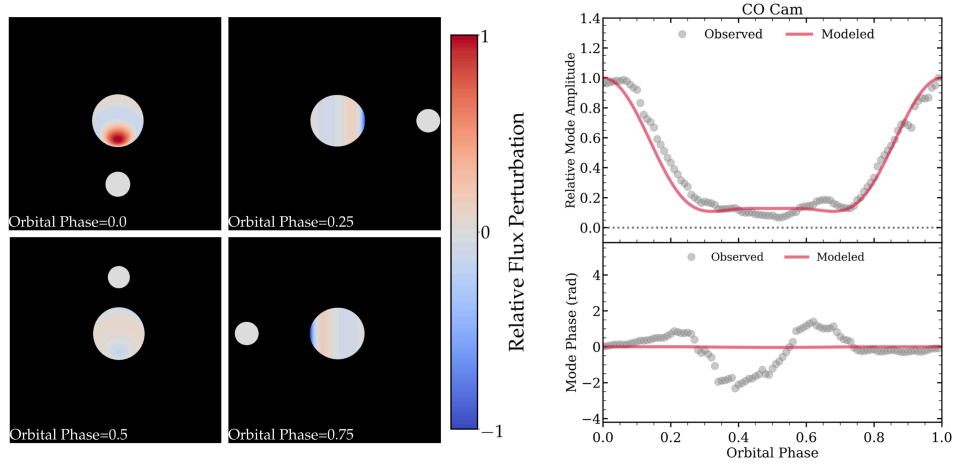 Orbital Phase=0.0
Orbital Phase=0.25
Orbital Phase=0.5
Orbital Phase=0.75
1
0
−1
Relative Flux Perturbation
CO Cam
Observed
Modeled
1.4
1.2
1.0
0.8
0.6
0.4
0.2
0.0
Relative Mode Amplitude
Observed
Modeled
4
2
0
−2
−4
Mode Phase (rad)
0.0
0.2
0.4
0.6
0.8
1.0
Orbital Phase